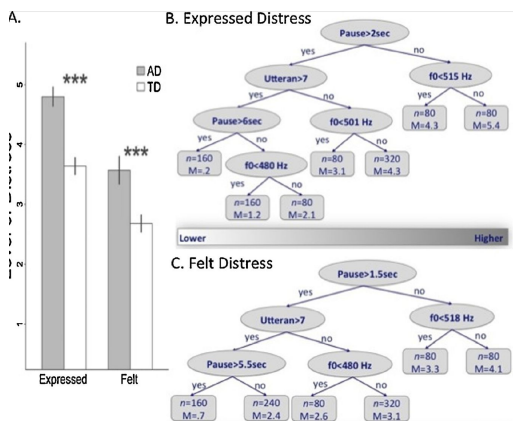 A.
***
***
AD
TD
5
4
3
2
1
Expressed
Felt
B. Expressed Distress
Pause>2sec
yes
no
Utteran>7
f0<515 Hz
yes
no
yes
no
Pause>6sec
f0<501 Hz
n=80
M=4.3
n=80
M=5.4
yes
no
yes
no
n=160
M=.2
f0<480 Hz
n=80
M=3.1
n=320
M=4.3
yes
no
n=160
M=1.2
n=80
M=2.1
Lower
Higher
C. Felt Distress
Pause>1.5sec
yes
no
Utteran>7
f0<518 Hz
yes
no
yes
no
Pause>5.5sec
f0<480 Hz
n=80
M=3.3
n=80
M=4.1
yes
no
yes
no
n=160
M=.7
n=240
M=2.4
n=80
M=2.6
n=320
M=3.1